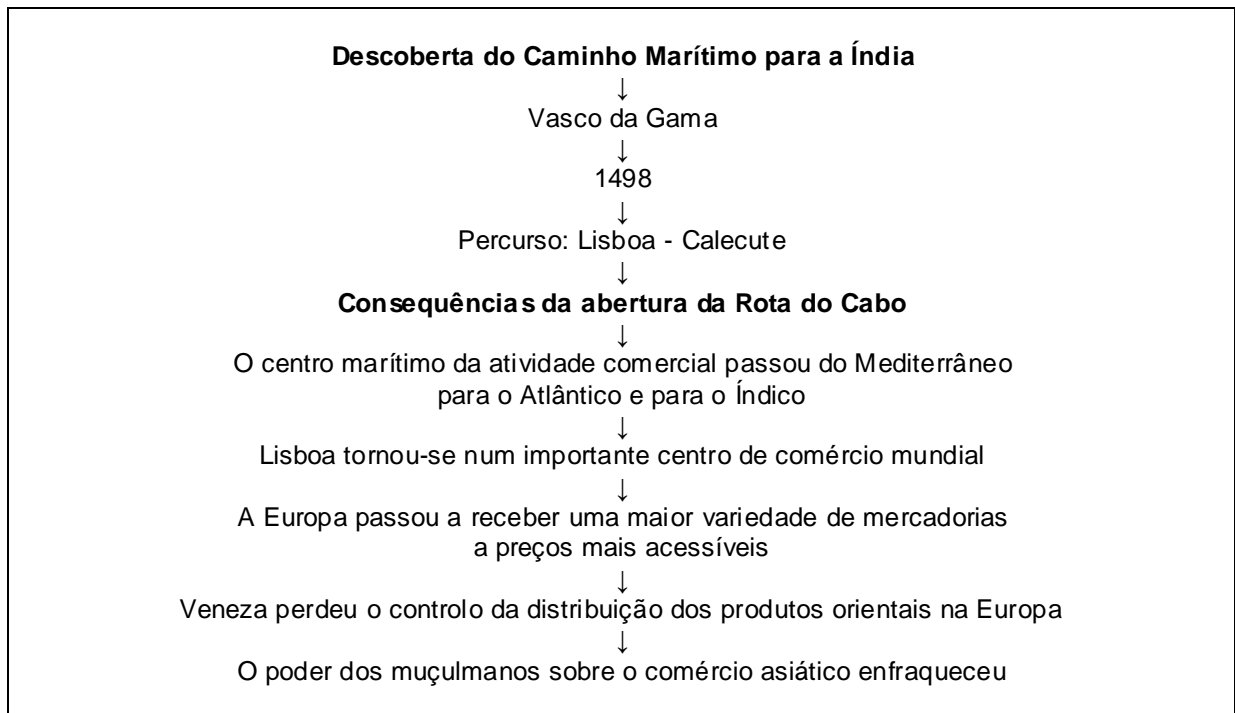 Descoberta do Caminho Marítimo para a Índia
↓
Vasco da Gama
↓
1498
↓
Percurso: Lisboa - Calecute
↓
Consequências da abertura da Rota do Cabo
↓
O centro marítimo da atividade comercial passou do Mediterrâneo
para o Atlântico e para o Índico
↓
Lisboa tornou-se num importante centro de comércio mundial
↓
A Europa passou a receber uma maior variedade de mercadorias
a preços mais acessíveis
↓
Veneza perdeu o controlo da distribuição dos produtos orientais na Europa
↓
O poder dos muçulmanos sobre o comércio asiático enfraqueceu